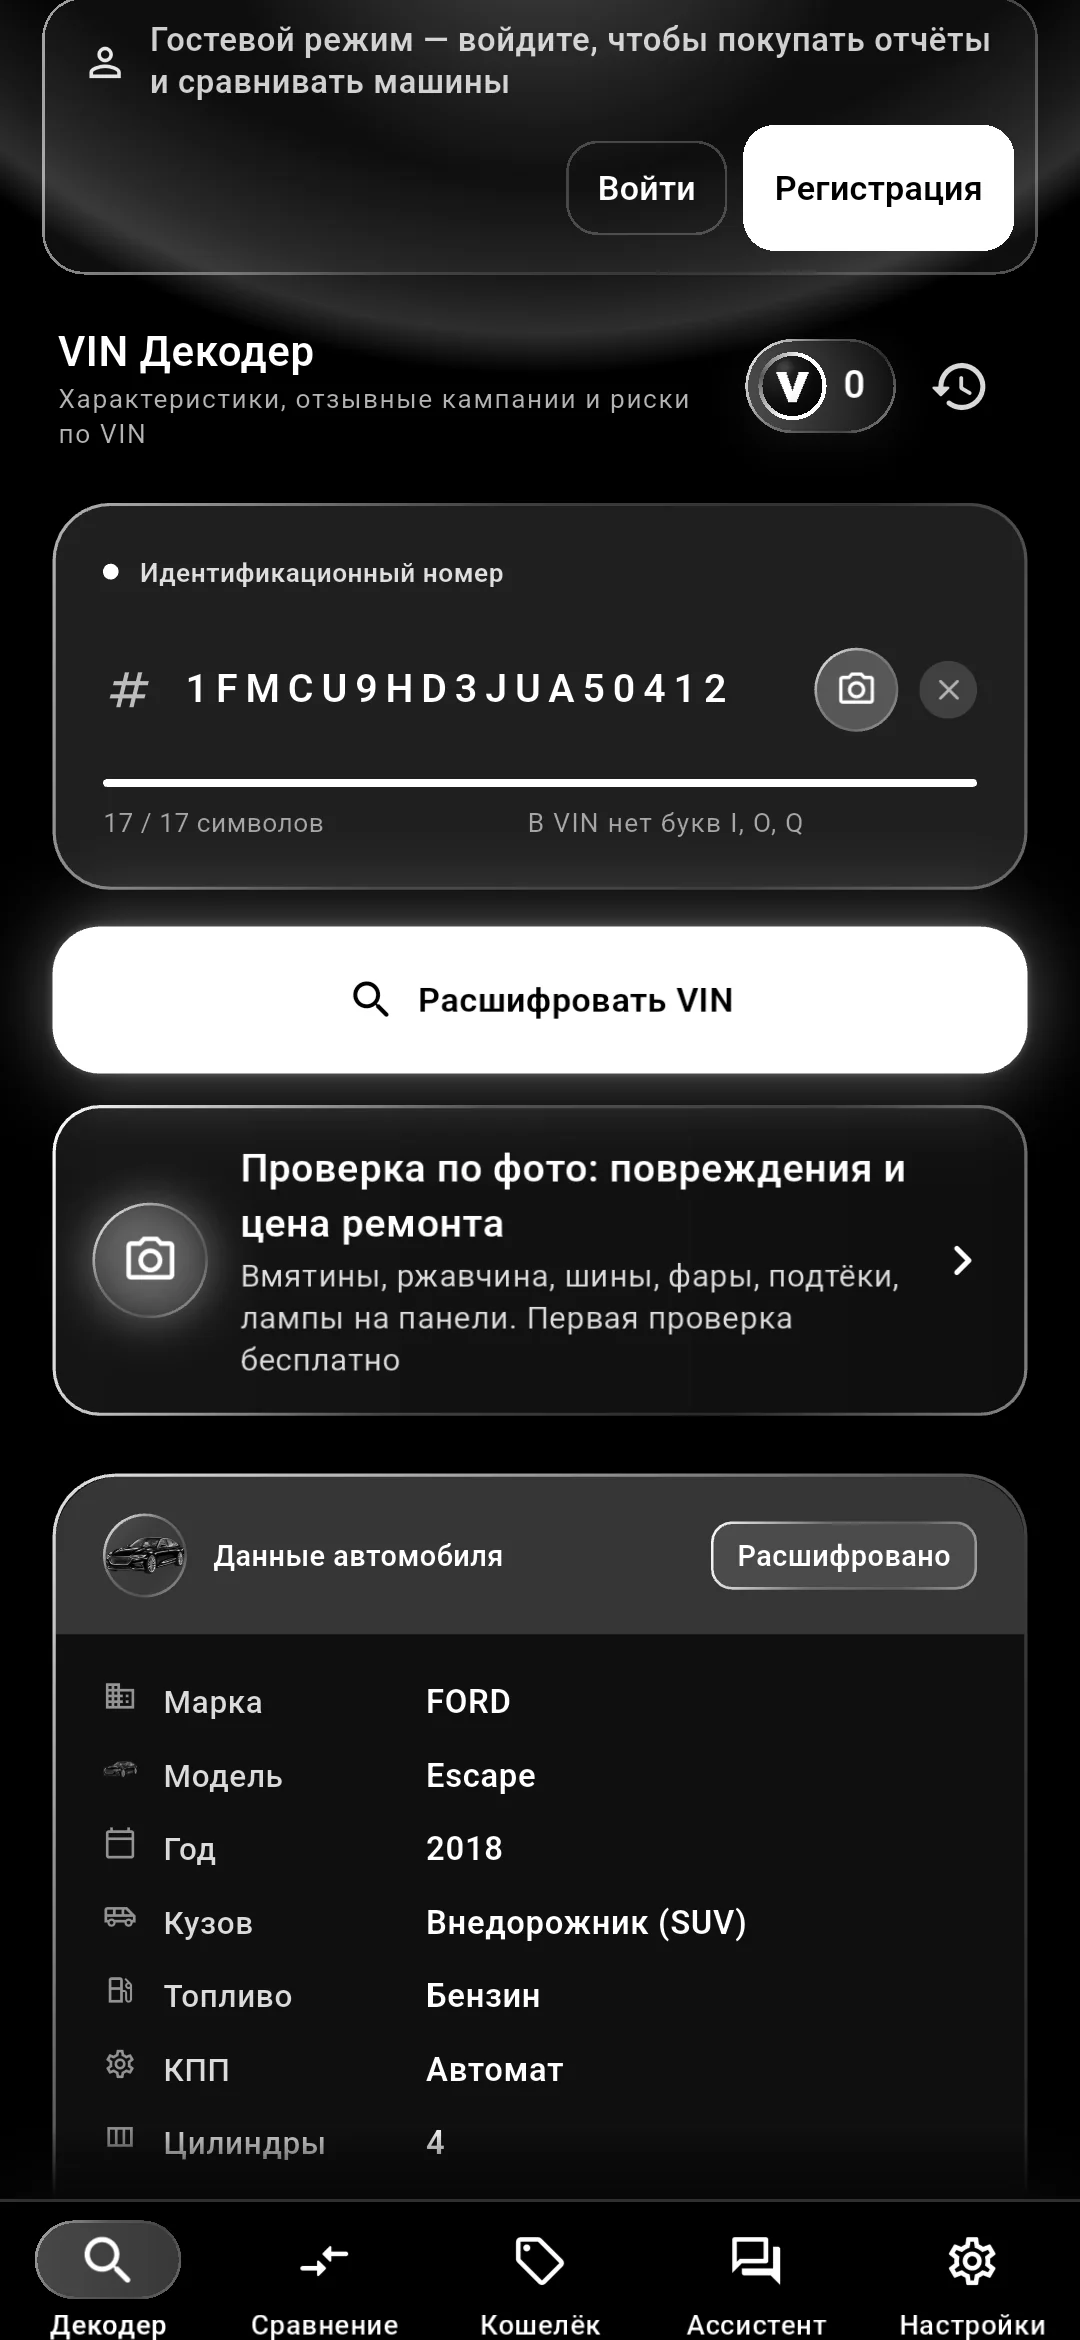 Гостевой режим — войдите, чтобы покупать отчёты
и сравнивать машины
Войти
Регистрация
VIN Декодер
Характеристики, отзывные кампании и риски
по VIN
V 0
Идентификационный номер
# 1FMCU9HD3JUA50412
17 / 17 символов
В VIN нет букв I, O, Q
Расшифровать VIN
Проверка по фото: повреждения и
цена ремонта
Вмятины, ржавчина, шины, фары, подтёки,
лампы на панели. Первая проверка
бесплатно
Данные автомобиля
Расшифровано
Марка FORD
Модель Escape
Год 2018
Кузов Внедорожник (SUV)
Топливо Бензин
КПП Автомат
Цилиндры 4
Декодер
Сравнение
Кошелёк
Ассистент
Настройки